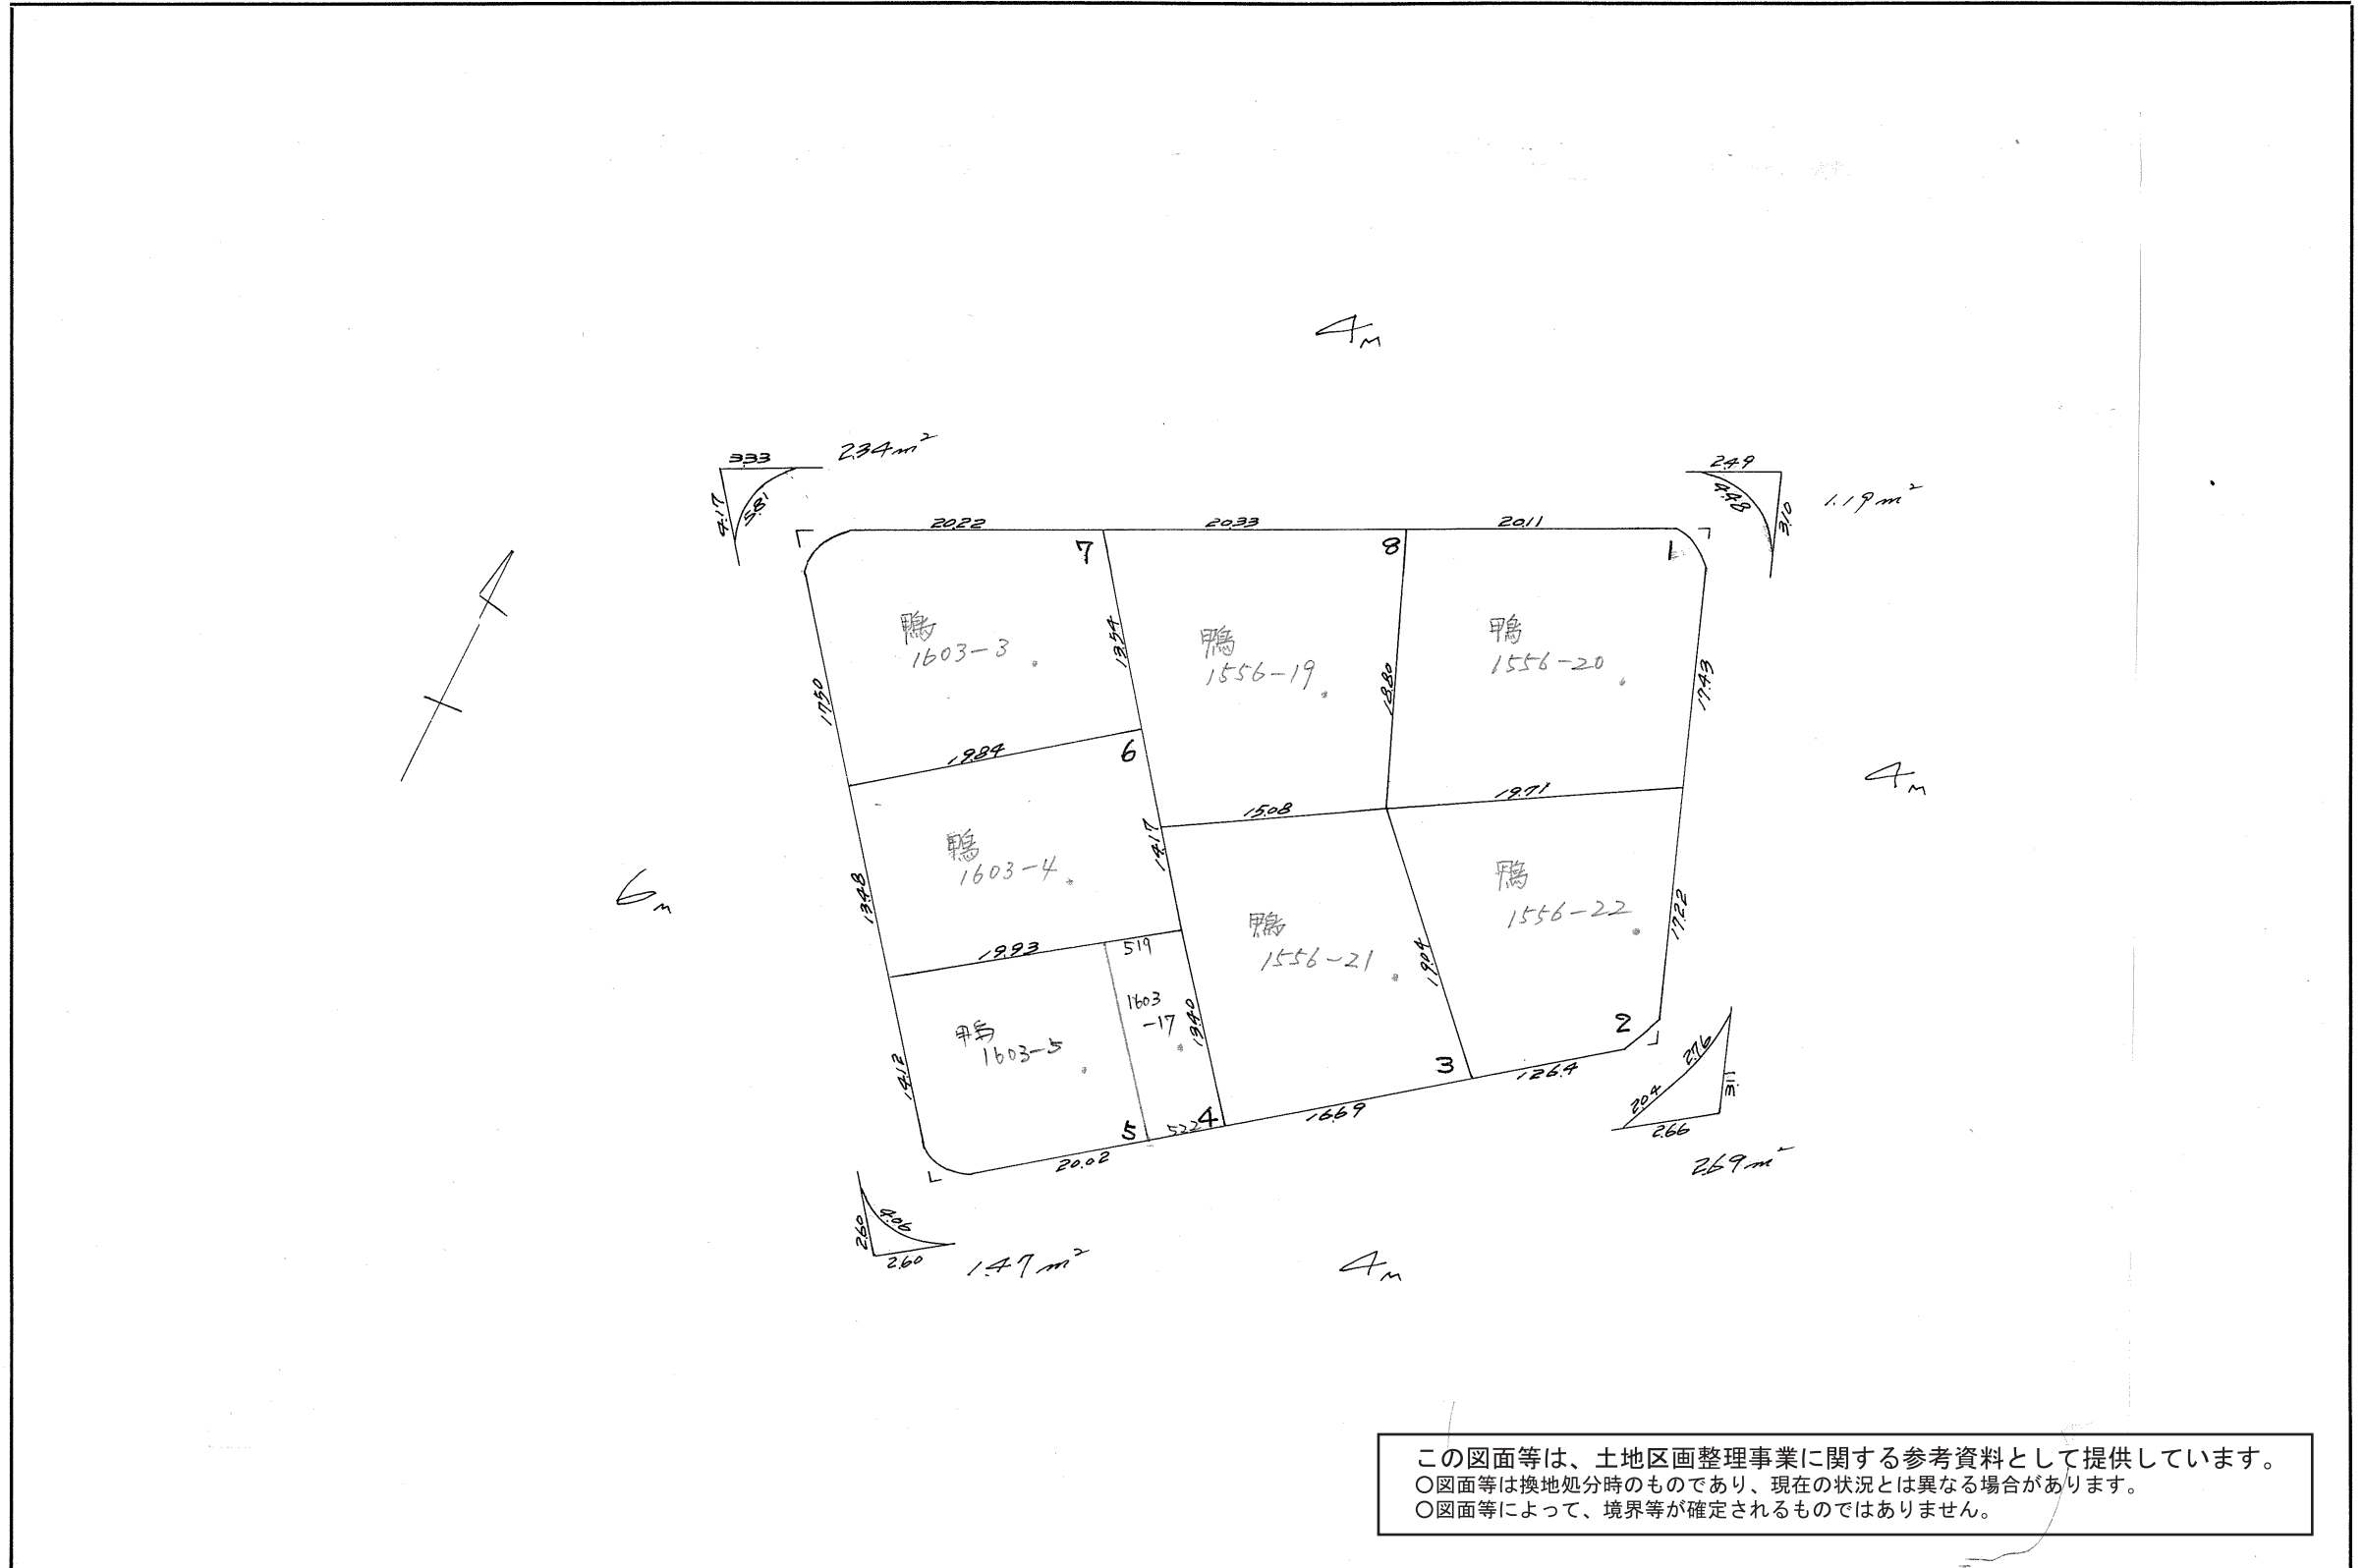 4m
3.33
2.34m²
4.17
5.81
2.49
4.48
3.10
1.19m²
20.22
20.33
20.11
7
8
1
鴨
1603-3
13.54
鴨
1556-19
18.80
鴨
1556-20
17.43
17.50
19.84
6
15.08
19.71
4m
鴨
1603-4
14.17
鴨
1556-22
17.22
6m
13.48
19.93
519
鴨
1556-21
19.04
鴨
1603-5
1603
-17
13.40
14.12
5
522
4
3
2
20.02
16.69
12.64
2.76
2.04
2.66
2.69m²
2.60
4.06
2.60
1.47m²
4m
この図面等は、土地区画整理事業に関する参考資料として提供しています。
○図面等は換地処分時のものであり、現在の状況とは異なる場合があります。
○図面等によって、境界等が確定されるものではありません。